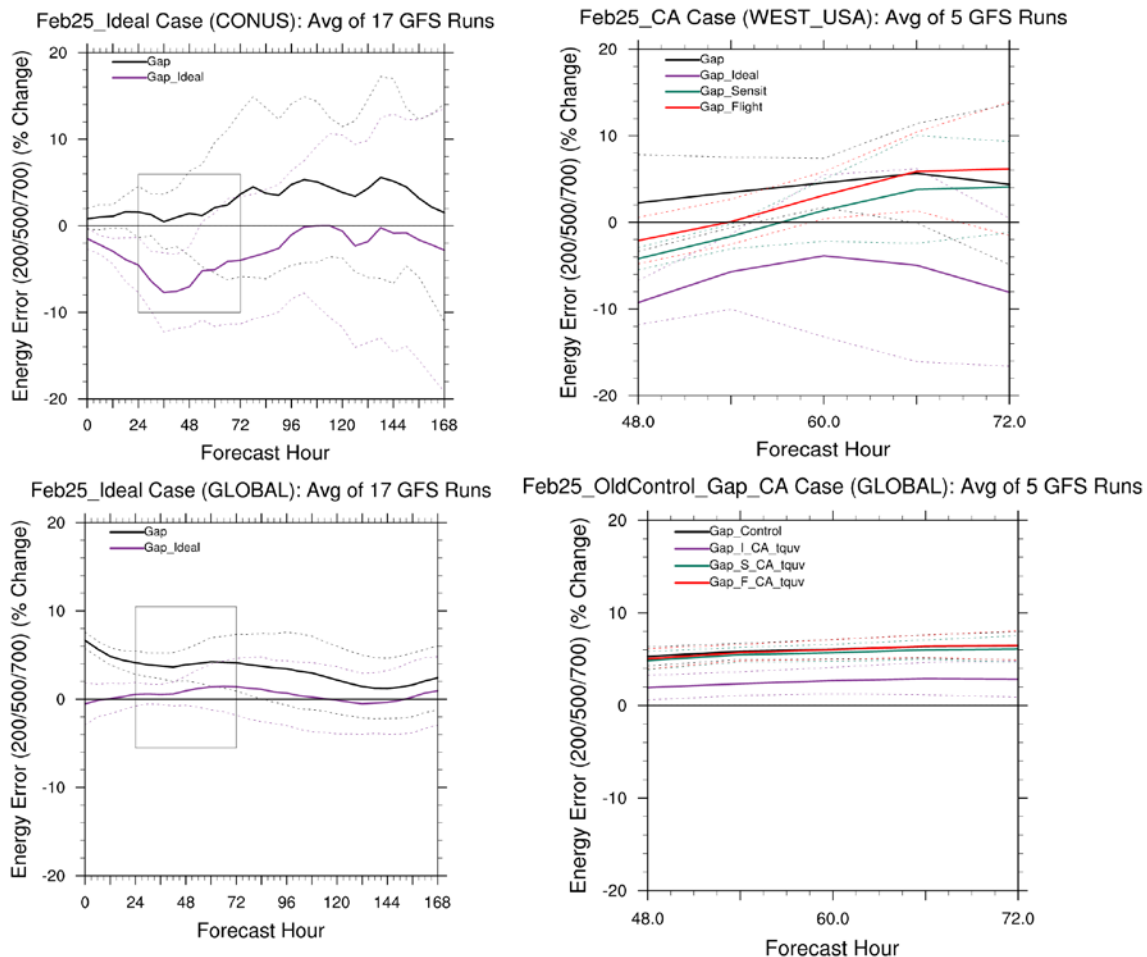 Feb25_Ideal Case (CONUS): Avg of 17 GFS Runs
Energy Error (200/500/700) (% Change)
20
10
0
-10
-20
Gap
Gap_Ideal
0 24 48 72 96 120 144 168
Forecast Hour
Feb25_CA Case (WEST_USA): Avg of 5 GFS Runs
Energy Error (200/500/700) (% Change)
20
10
0
-10
-20
Gap
Gap_Ideal
Gap_Sensit
Gap_Flight
48.0 60.0 72.0
Forecast Hour
Feb25_Ideal Case (GLOBAL): Avg of 17 GFS Runs
Energy Error (200/500/700) (% Change)
20
10
0
-10
-20
Gap
Gap_Ideal
0 24 48 72 96 120 144 168
Forecast Hour
Feb25_OldControl_Gap_CA Case (GLOBAL): Avg of 5 GFS Runs
Energy Error (200/500/700) (% Change)
20
10
0
-10
-20
Gap_Control
Gap_I_CA_tquv
Gap_S_CA_tquv
Gap_F_CA_tquv
48.0 60.0 72.0
Forecast Hour